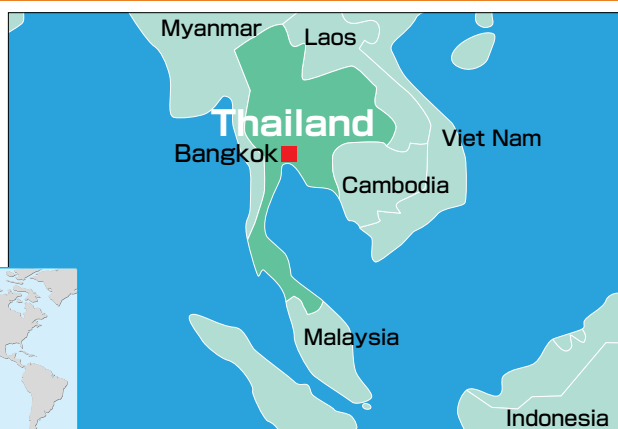 Myanmar
Laos
Thailand
Viet Nam
Bangkok
Cambodia
Malaysia
Indonesia